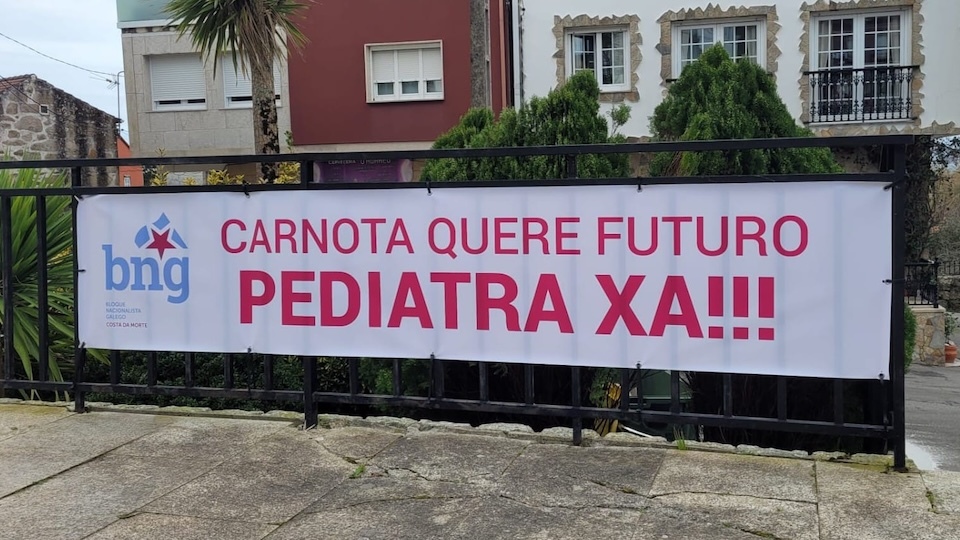 CARNOTA QUERE FUTURO
PEDIATRA XA!!!
bng
BLOQUE
NACIONALISTA
GALEGO
COSTA DA MORTE